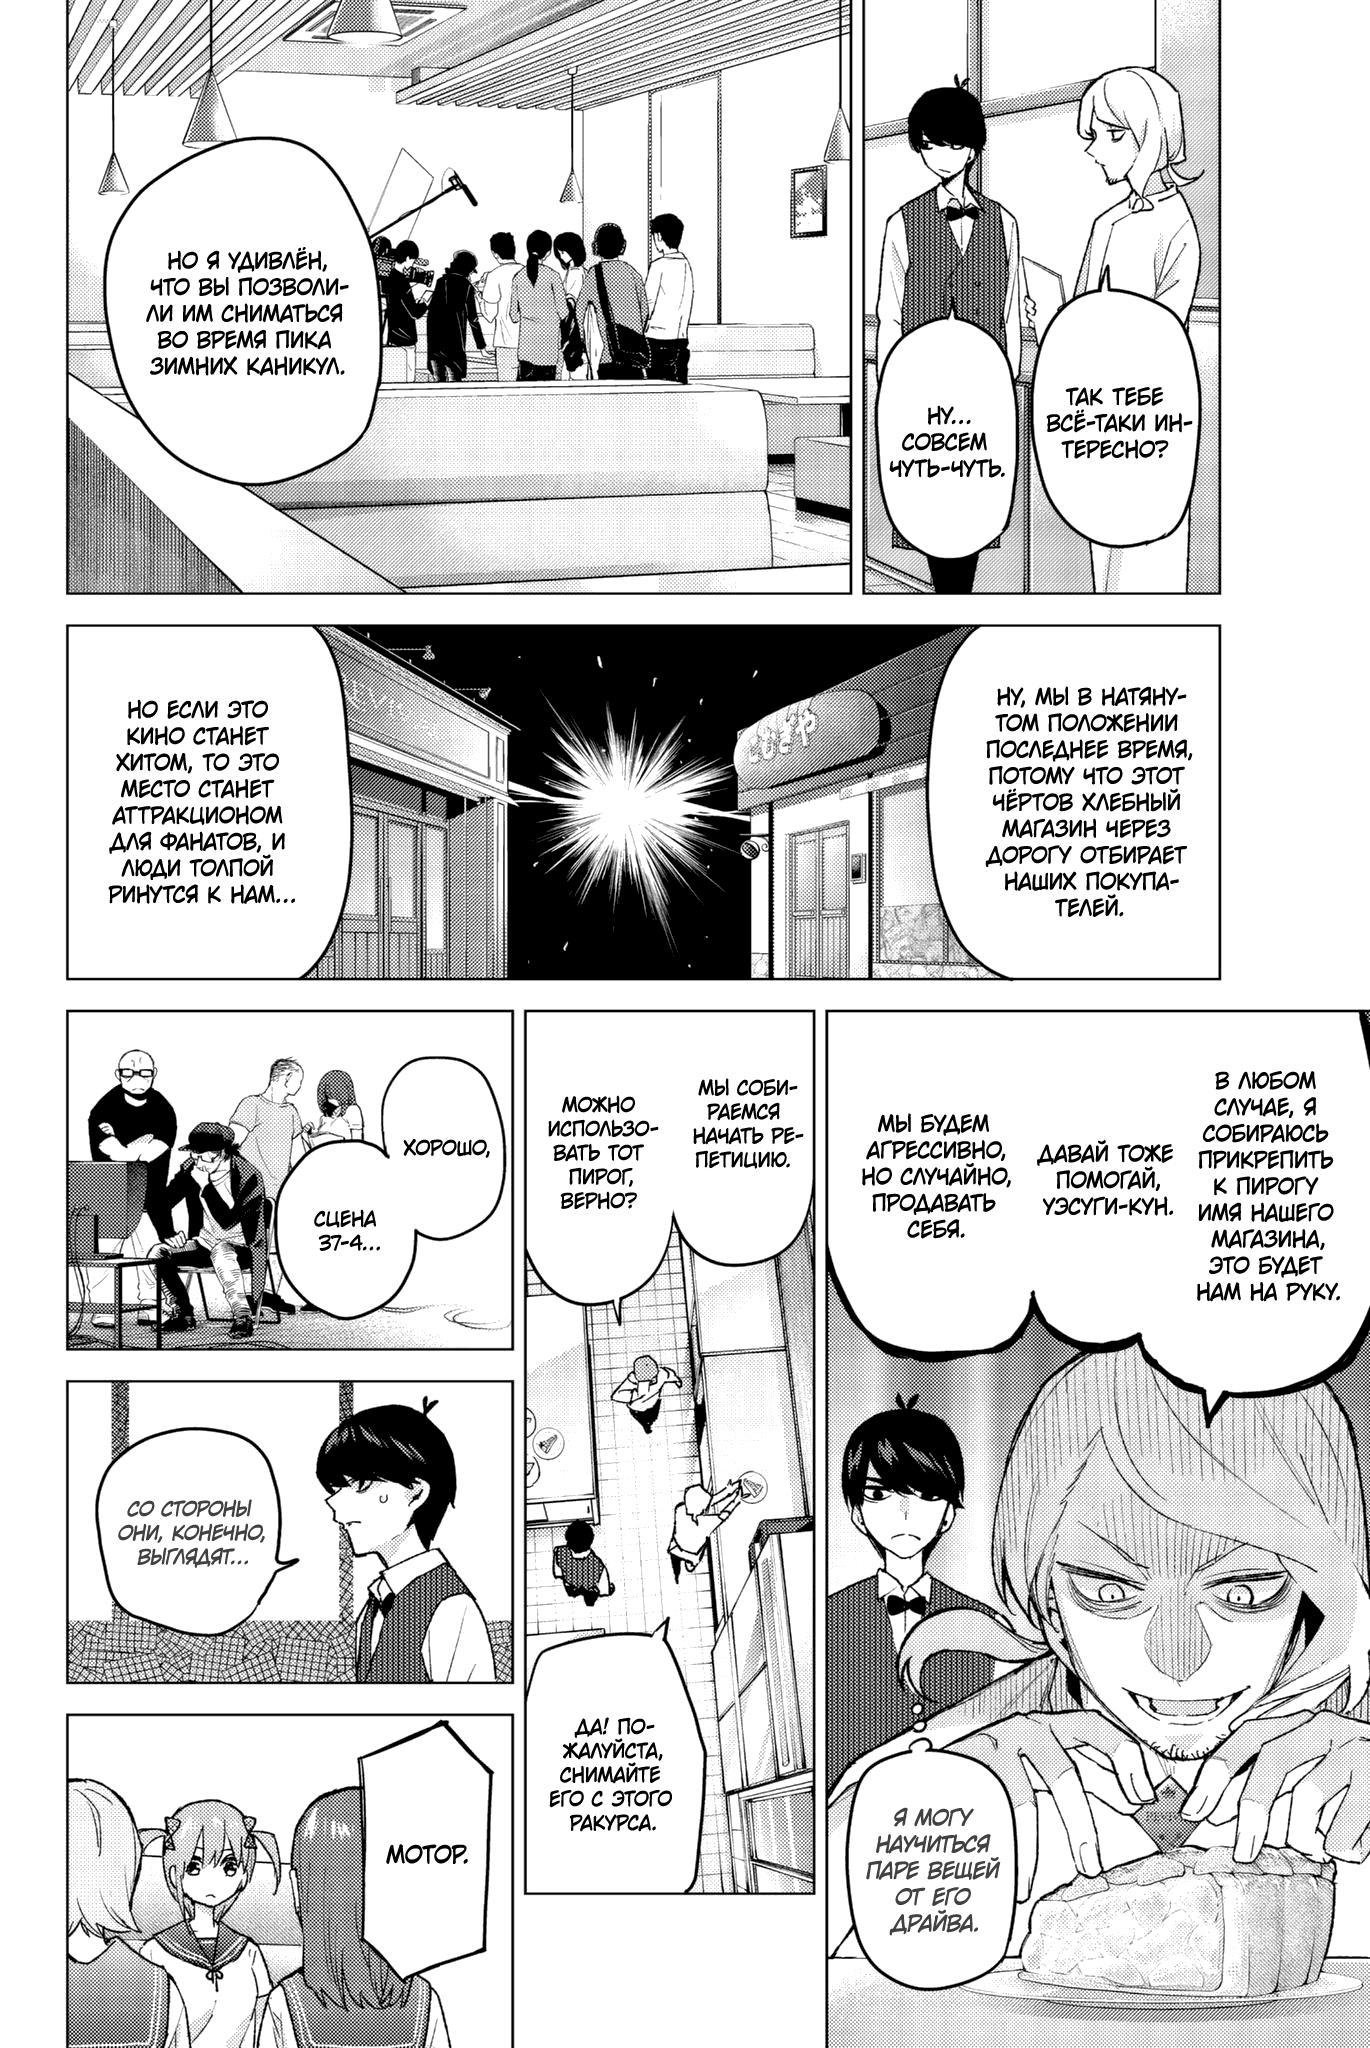 ТАК ТЕБЕ
ВСЁ-ТАКИ ИН-
ТЕРЕСНО?
НУ...
СОВСЕМ
ЧУТЬ-ЧУТЬ.
НО Я УДИВЛЁН,
ЧТО ВЫ ПОЗВОЛИ-
ЛИ ИМ СНИМАТЬСЯ
ВО ВРЕМЯ ПИКА
ЗИМНИХ КАНИКУЛ.
НУ, МЫ В НАТЯНУ-
ТОМ ПОЛОЖЕНИИ
ПОСЛЕДНЕЕ ВРЕМЯ,
ПОТОМУ ЧТО ЭТОТ
ЧЁРТОВ ХЛЕБНЫЙ
МАГАЗИН ЧЕРЕЗ
ДОРОГУ ОТБИРАЕТ
НАШИХ ПОКУПА-
ТЕЛЕЙ.
НО ЕСЛИ ЭТО
КИНО СТАНЕТ
ХИТОМ, ТО ЭТО
МЕСТО СТАНЕТ
АТТРАКЦИОНОМ
ДЛЯ ФАНАТОВ, И
ЛЮДИ ТОЛПОЙ
РИНУТСЯ К НАМ...
В ЛЮБОМ
СЛУЧАЕ, Я
СОБИРАЮСЬ
ПРИКРЕПИТЬ
К ПИРОГУ
ИМЯ НАШЕГО
МАГАЗИНА,
ЭТО БУДЕТ
НАМ НА РУКУ.
ДАВАЙ ТОЖЕ
ПОМОГАЙ,
УЭСУГИ-КУН.
МЫ БУДЕМ
АГРЕССИВНО,
НО СЛУЧАЙНО,
ПРОДАВАТЬ
СЕБЯ.
Я МОГУ
НАУЧИТЬСЯ
ПАРЕ ВЕЩЕЙ
ОТ ЕГО
ДРАЙВА.
МЫ СОБИ-
РАЕМСЯ
НАЧАТЬ РЕ-
ПЕТИЦИЮ.
МОЖНО
ИСПОЛЬЗО-
ВАТЬ ТОТ
ПИРОГ,
ВЕРНО?
ДА! ПО-
ЖАЛУЙСТА,
СНИМАЙТЕ
ЕГО С ЭТОГО
РАКУРСА.
ХОРОШО,
СЦЕНА
37-4...
СО СТОРОНЫ
ОНИ, КОНЕЧНО,
ВЫГЛЯДЯТ...
МОТОР.